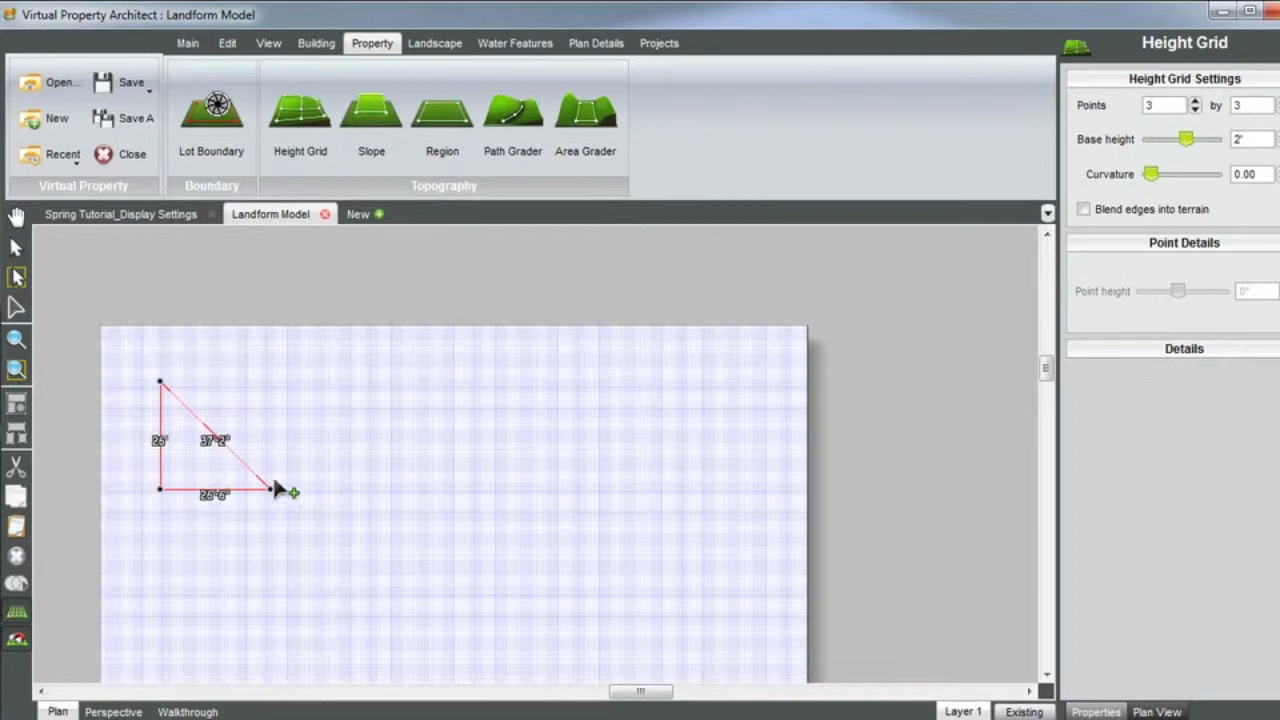 Virtual Property Architect : Landform Model
Main Edit View Building Property Landscape Water Features Plan Details Projects
Height Grid
Open... Save
New Save A
Recent Close
Virtual Property
Lot Boundary
Boundary
Height Grid Slope Region Path Grader Area Grader
Topography
Height Grid Settings
Points 3 by 3
Base height 2'
Curvature 0.00
Blend edges into terrain
Point Details
Point height 0"
Details
Spring Tutorial_Display Settings Landform Model New
26' 37'-2"
26'-6"
Plan Perspective Walkthrough Layer 1 Existing Properties Plan View